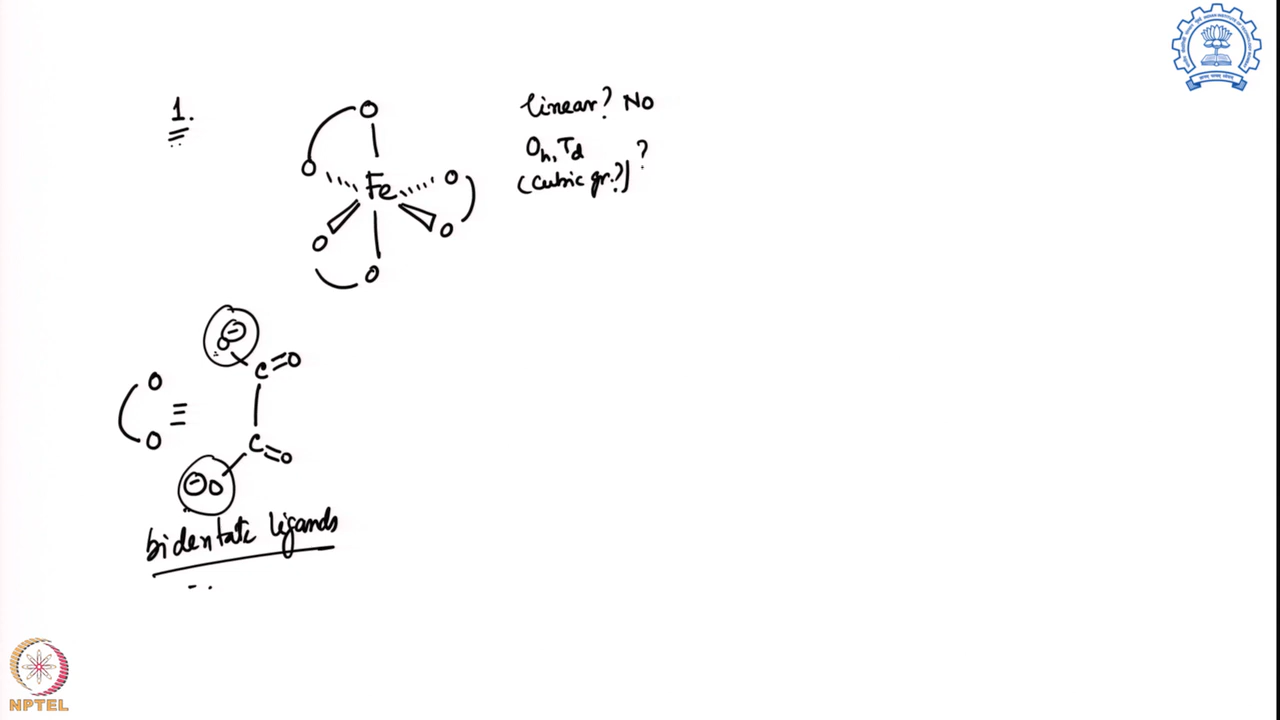 1.
linear? No
Oh, Td
(cubic gr.?) ?
O
O
Fe
O
O
O
O
O
O
≡
O⊖
C=O
C=O
⊖O
bidentate ligands
NPTEL